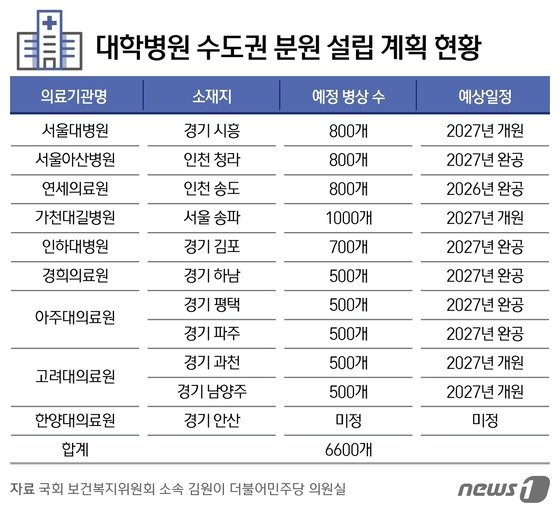 대학병원 수도권 분원 설립 계획 현황
의료기관명 소재지 예정 병상 수 예상일정
서울대병원 경기 시흥 800개 2027년 개원
서울아산병원 인천 청라 800개 2027년 완공
연세의료원 인천 송도 800개 2026년 완공
가천대길병원 서울 송파 1000개 2027년 개원
인하대병원 경기 김포 700개 2027년 완공
경희의료원 경기 하남 500개 2027년 완공
아주대의료원 경기 평택 500개 2027년 완공
경기 파주 500개 2027년 완공
고려대의료원 경기 과천 500개 2027년 개원
경기 남양주 500개 2027년 개원
한양대의료원 경기 안산 미정 미정
합계 6600개
자료 국회 보건복지위원회 소속 김원이 더불어민주당 의원실
news1